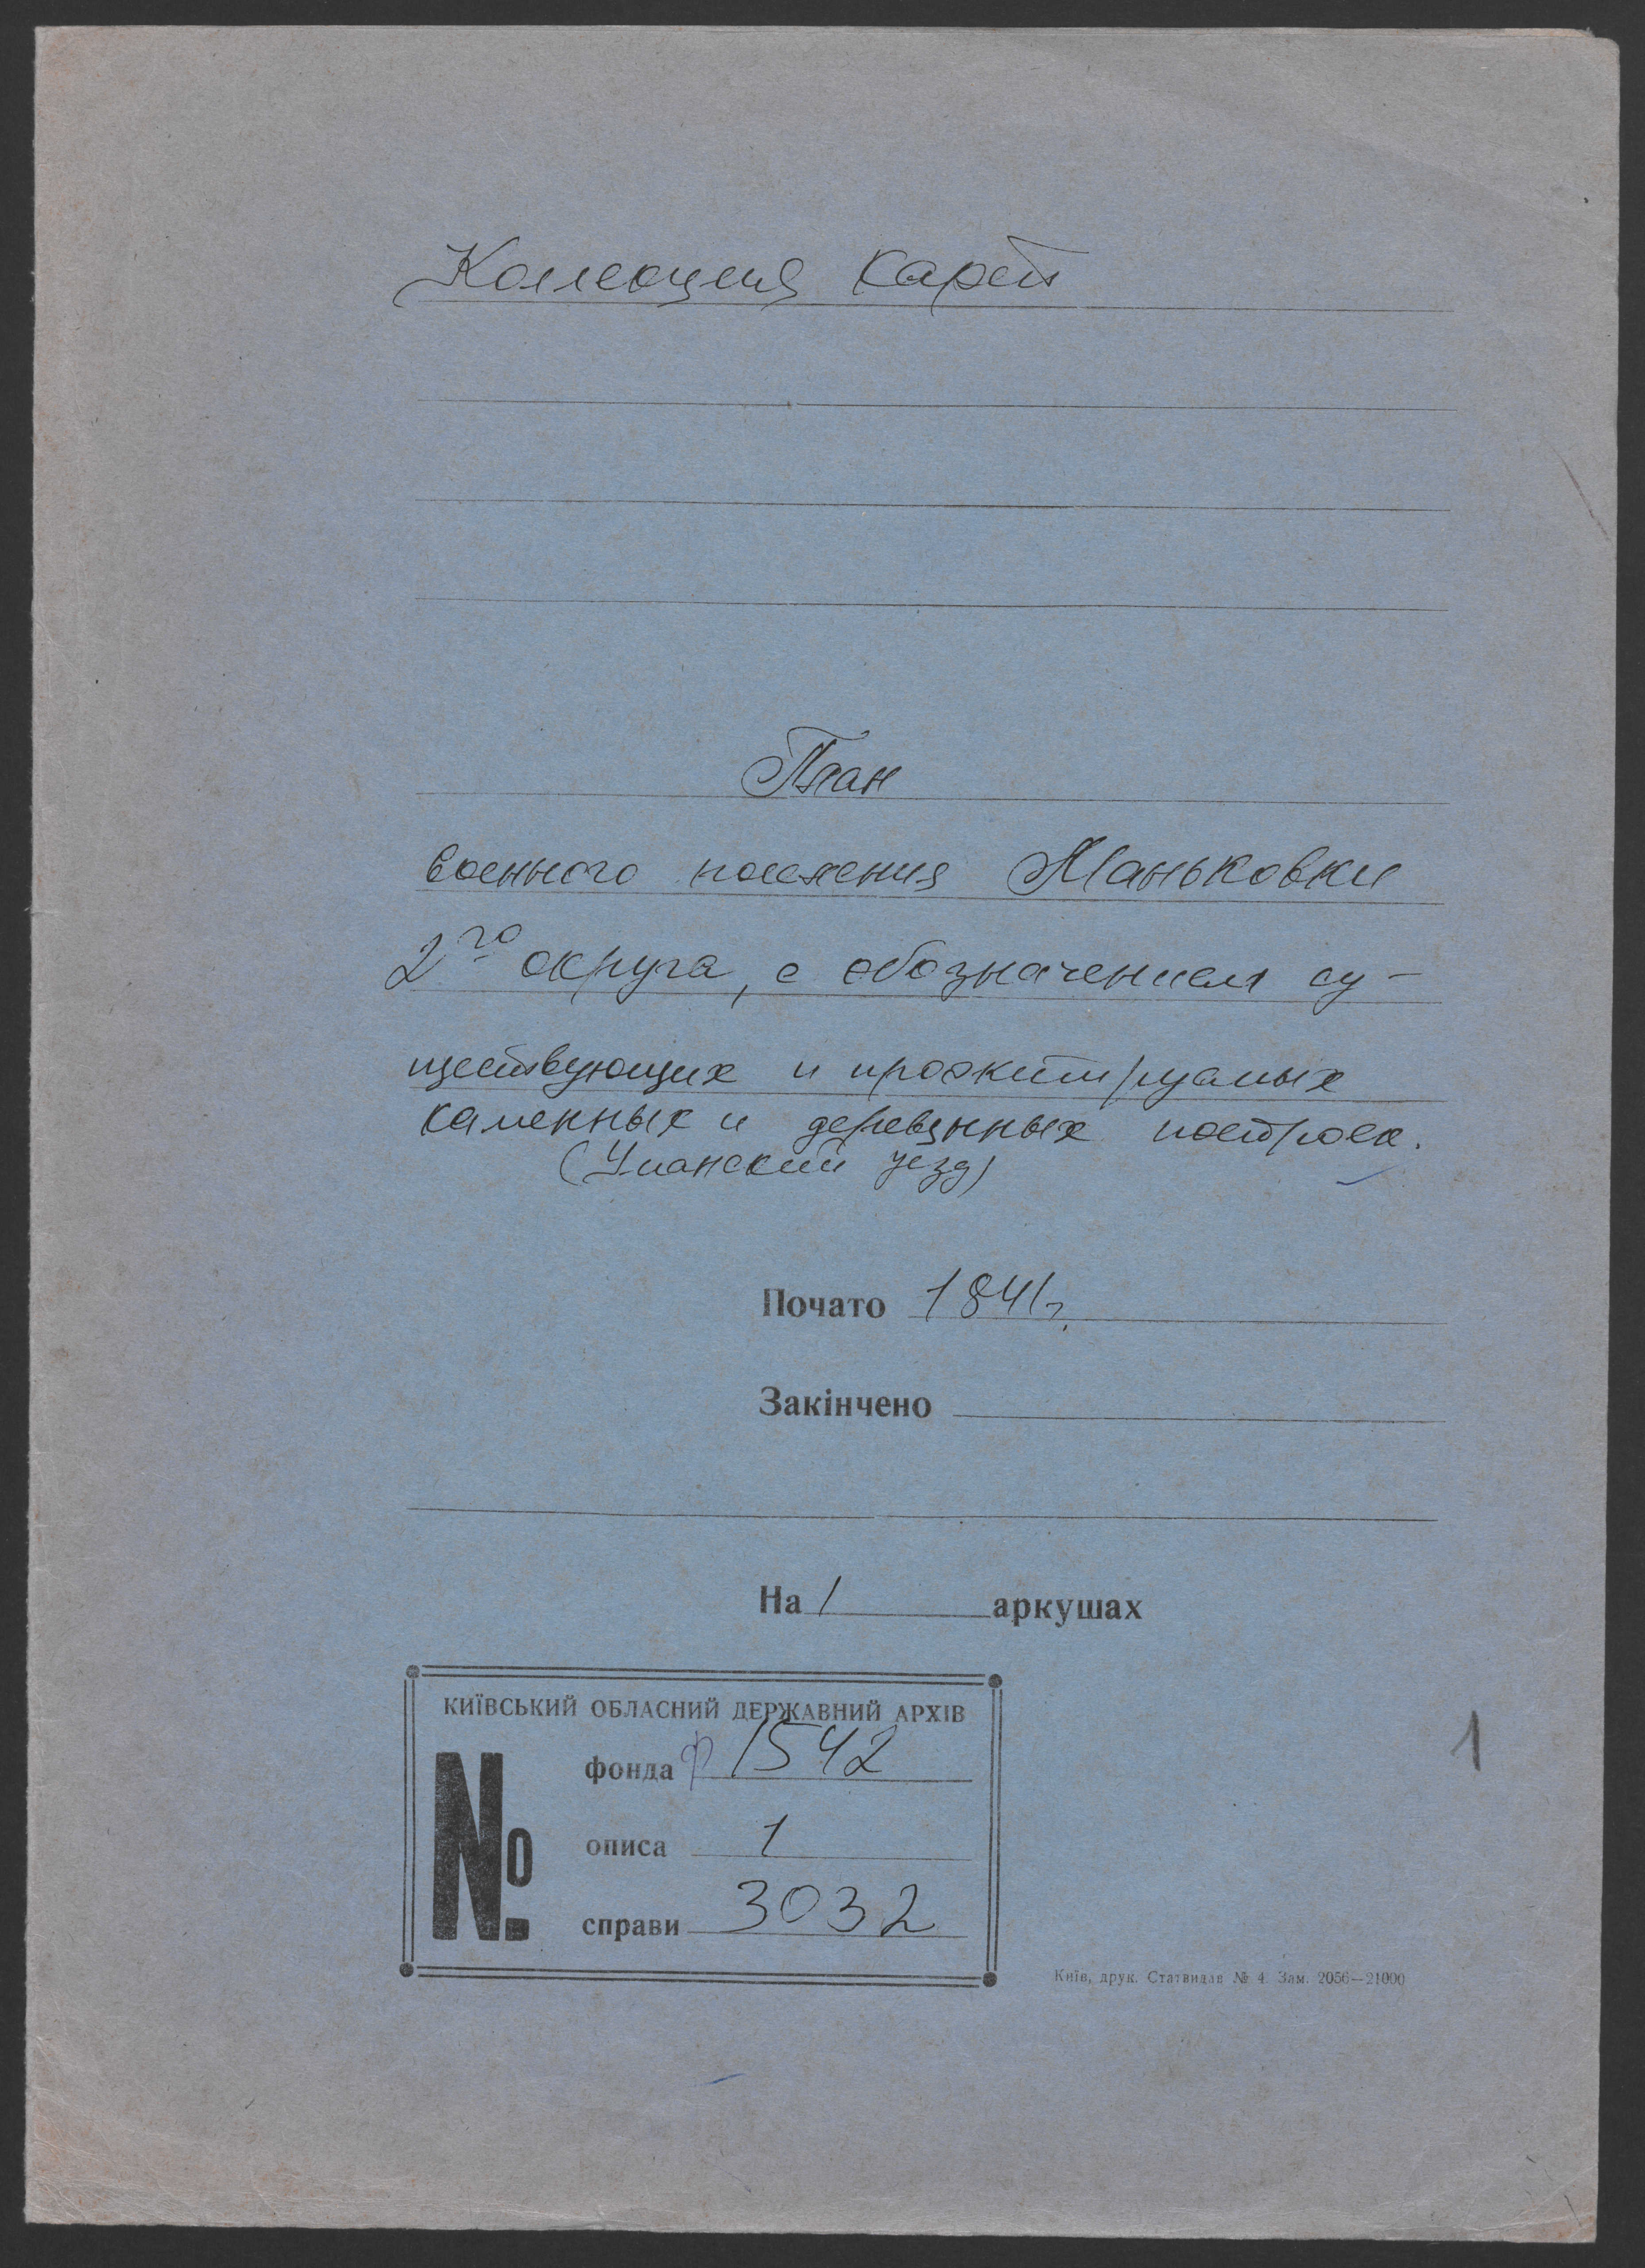 Коллекция карт
План
военного поселения Маньковки
2го округа, с обозначением су-
ществующих и проэктируемых
каменных и деревянных построек.
(Уманский уезд)
Почато 1841г.
Закінчено
На 1 аркушах
КИЇВСЬКИЙ ОБЛАСНИЙ ДЕРЖАВНИЙ АРХІВ
№ фонда ф 1542
описа 1
справи 3032
1
Київ, друк. Статвидав № 4. Зам. 2056—21000